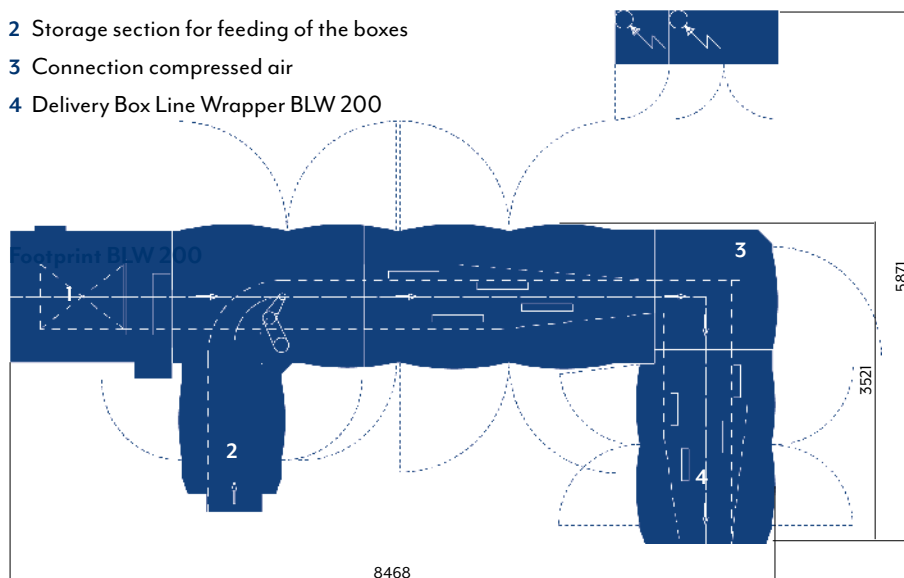 2 Storage section for feeding of the boxes
3 Connection compressed air
4 Delivery Box Line Wrapper BLW 200
Footprint BLW 200
3
1
5871
3521
2
4
8468